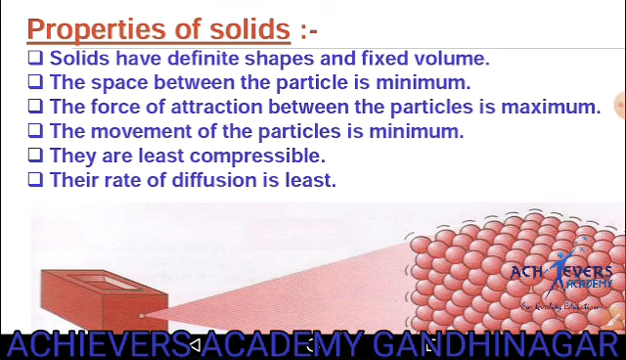 Properties of solids :-
❑ Solids have definite shapes and fixed volume.
❑ The space between the particle is minimum.
❑ The force of attraction between the particles is maximum.
❑ The movement of the particles is minimum.
❑ They are least compressible.
❑ Their rate of diffusion is least.
ACHIEVERS
ACADEMY
ACHIEVERS ACADEMY GANDHINAGAR